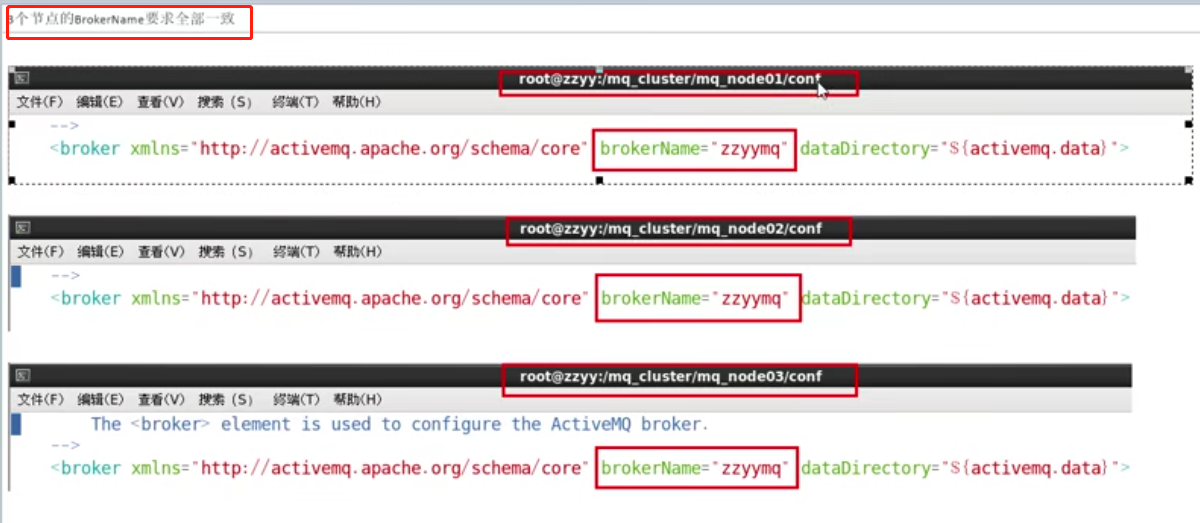 3个节点的BrokerName要求全部一致
root@zzyy:/mq_cluster/mq_node01/conf
文件(F) 编辑(E) 查看(V) 搜索 (S) 终端(T) 帮助(H)
-->
<broker xmlns="http://activemq.apache.org/schema/core" brokerName="zzyymq" dataDirectory="${activemq.data}">
root@zzyy:/mq_cluster/mq_node02/conf
文件(F) 编辑(E) 查看(V) 搜索 (S) 终端(T) 帮助(H)
-->
<broker xmlns="http://activemq.apache.org/schema/core" brokerName="zzyymq" dataDirectory="${activemq.data}">
root@zzyy:/mq_cluster/mq_node03/conf
文件(F) 编辑(E) 查看(V) 搜索 (S) 终端(T) 帮助(H)
The <broker> element is used to configure the ActiveMQ broker.
-->
<broker xmlns="http://activemq.apache.org/schema/core" brokerName="zzyymq" dataDirectory="${activemq.data}">